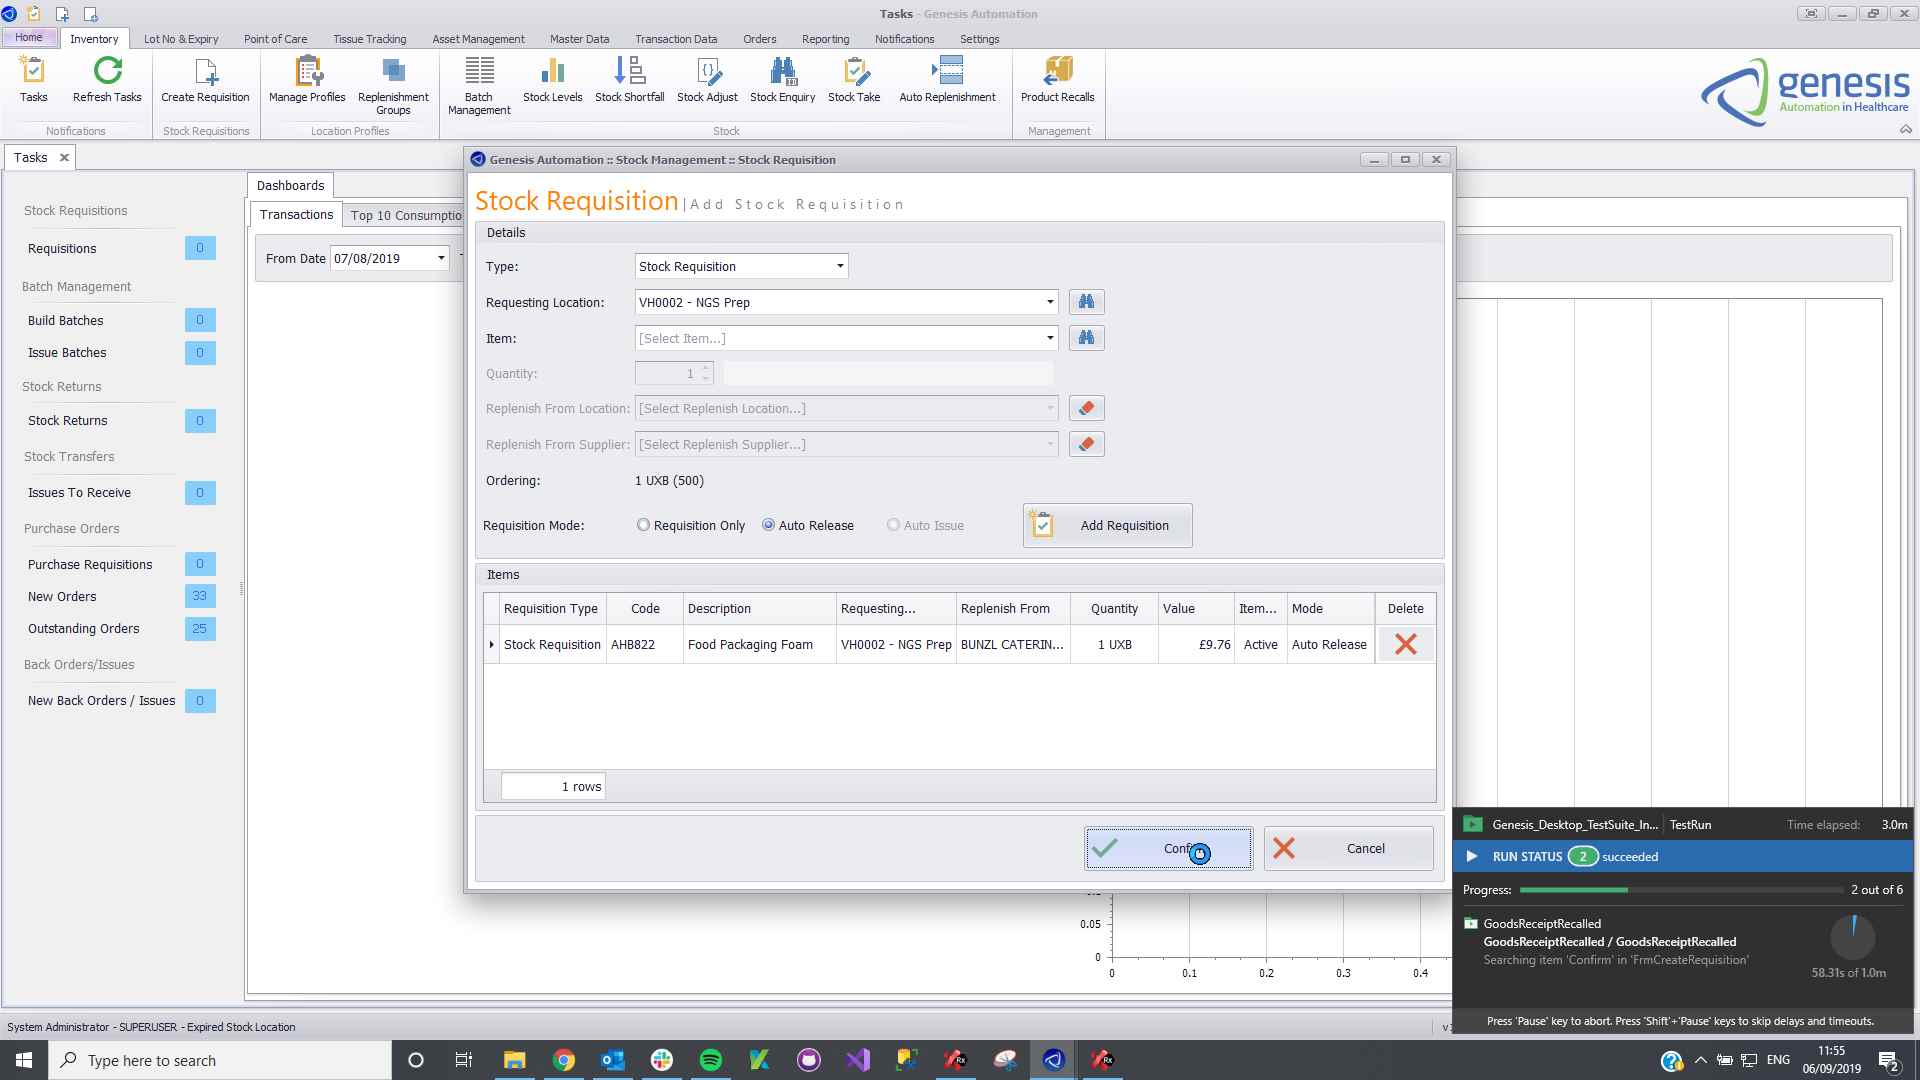 Tasks - Genesis Automation
Home
Inventory
Lot No & Expiry
Point of Care
Tissue Tracking
Asset Management
Master Data
Transaction Data
Orders
Reporting
Notifications
Settings
Tasks
Refresh Tasks
Create Requisition
Manage Profiles
Replenishment Groups
Batch Management
Stock Levels
Stock Shortfall
Stock Adjust
Stock Enquiry
Stock Take
Auto Replenishment
Product Recalls
Notifications
Stock Requisitions
Location Profiles
Stock
Management
genesis
Automation in Healthcare
Tasks
Stock Requisitions
Requisitions 0
Batch Management
Build Batches 0
Issue Batches 0
Stock Returns
Stock Returns 0
Stock Transfers
Issues To Receive 0
Purchase Orders
Purchase Requisitions 0
New Orders 33
Outstanding Orders 25
Back Orders/Issues
New Back Orders / Issues 0
Dashboards
Transactions
Top 10 Consumptio
From Date 07/08/2019
Genesis Automation :: Stock Management :: Stock Requisition
Stock Requisition | Add Stock Requisition
Details
Type: Stock Requisition
Requesting Location: VH0002 - NGS Prep
Item: [Select Item...]
Quantity: 1
Replenish From Location: [Select Replenish Location...]
Replenish From Supplier: [Select Replenish Supplier...]
Ordering: 1 UXB (500)
Requisition Mode: Requisition Only Auto Release Auto Issue
Add Requisition
Items
Requisition Type Code Description Requesting... Replenish From Quantity Value Item... Mode Delete
Stock Requisition AHB822 Food Packaging Foam VH0002 - NGS Prep BUNZL CATERIN... 1 UXB £9.76 Active Auto Release
1 rows
Cancel
0.05
0
0 0.1 0.2 0.3 0.4
Genesis_Desktop_TestSuite_In... TestRun Time elapsed: 3.0m
RUN STATUS 2 succeeded
Progress: 2 out of 6
GoodsReceiptRecalled
GoodsReceiptRecalled / GoodsReceiptRecalled
Searching item 'Confirm' in 'FrmCreateRequisition'
58.31s of 1.0m
Press 'Pause' key to abort. Press 'Shift'+'Pause' keys to skip delays and timeouts.
System Administrator - SUPERUSER - Expired Stock Location
Type here to search
ENG
11:55
06/09/2019
2